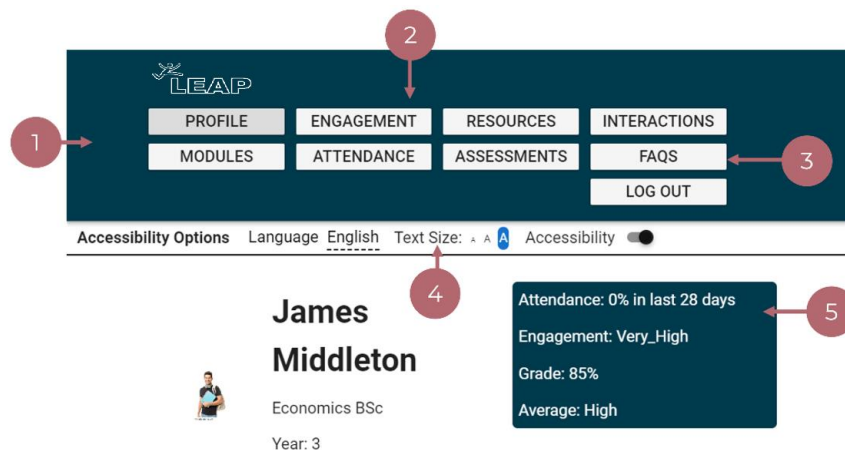 2
LEAP
PROFILE ENGAGEMENT RESOURCES INTERACTIONS
1
MODULES ATTENDANCE ASSESSMENTS FAQS
3
LOG OUT
Accessibility Options Language English Text Size: A A A Accessibility
4
James
Middleton
Economics BSc
Year: 3
Attendance: 0% in last 28 days
5
Engagement: Very_High
Grade: 85%
Average: High